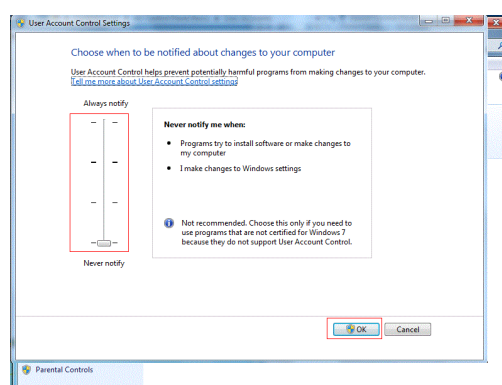 User Account Control Settings
Choose when to be notified about changes to your computer
User Account Control helps prevent potentially harmful programs from making changes to your computer.
Tell me more about User Account Control settings
Always notify
Never notify me when:
• Programs try to install software or make changes to
my computer
• I make changes to Windows settings
Not recommended. Choose this only if you need to
use programs that are not certified for Windows 7
because they do not support User Account Control.
Never notify
OK
Cancel
Parental Controls